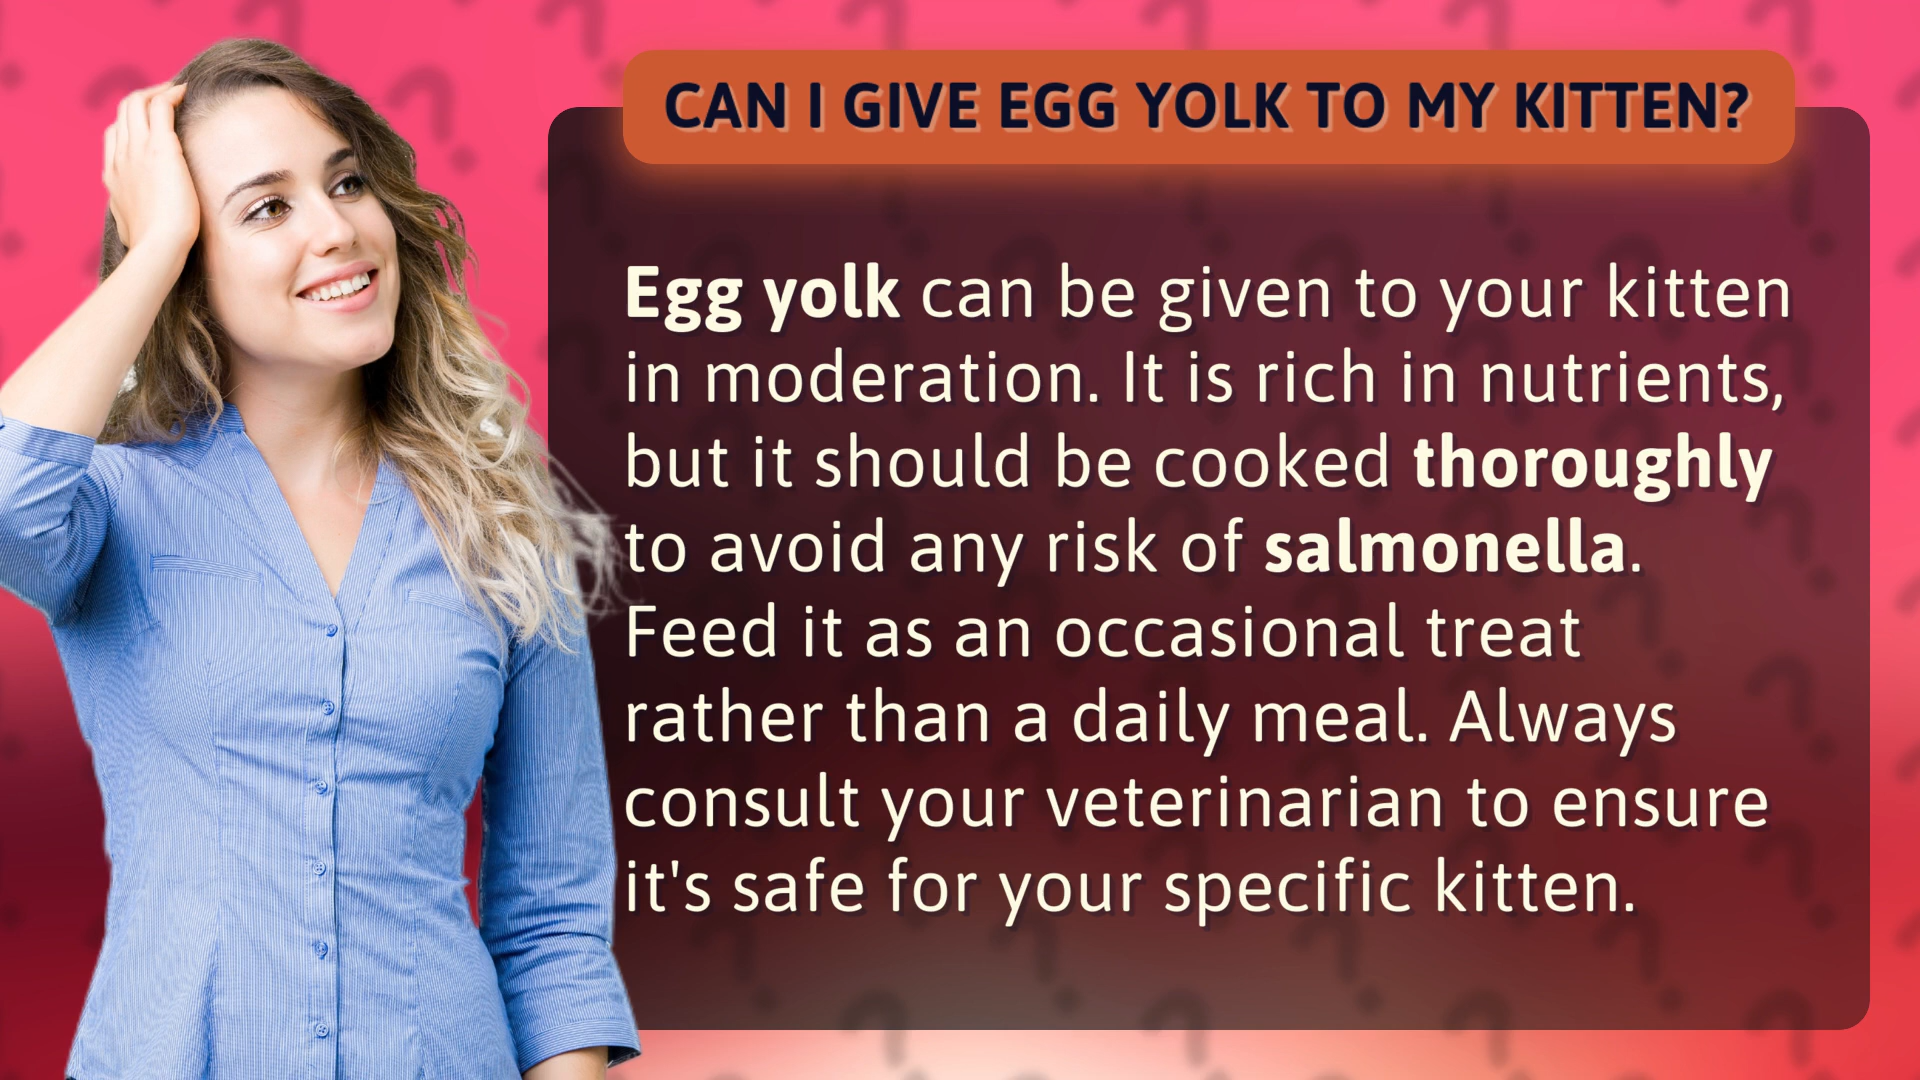 CAN I GIVE EGG YOLK TO MY KITTEN?
Egg yolk can be given to your kitten
in moderation. It is rich in nutrients,
but it should be cooked thoroughly
to avoid any risk of salmonella.
Feed it as an occasional treat
rather than a daily meal. Always
consult your veterinarian to ensure
it's safe for your specific kitten.